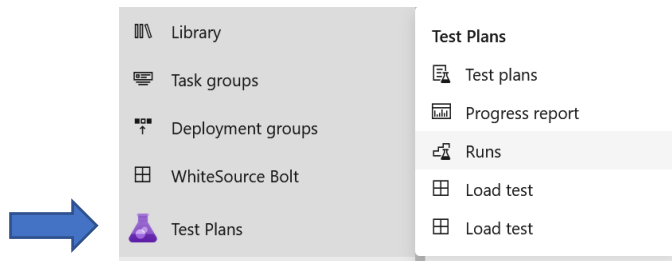 Library
Task groups
Deployment groups
WhiteSource Bolt
Test Plans
Test Plans
Test plans
Progress report
Runs
Load test
Load test